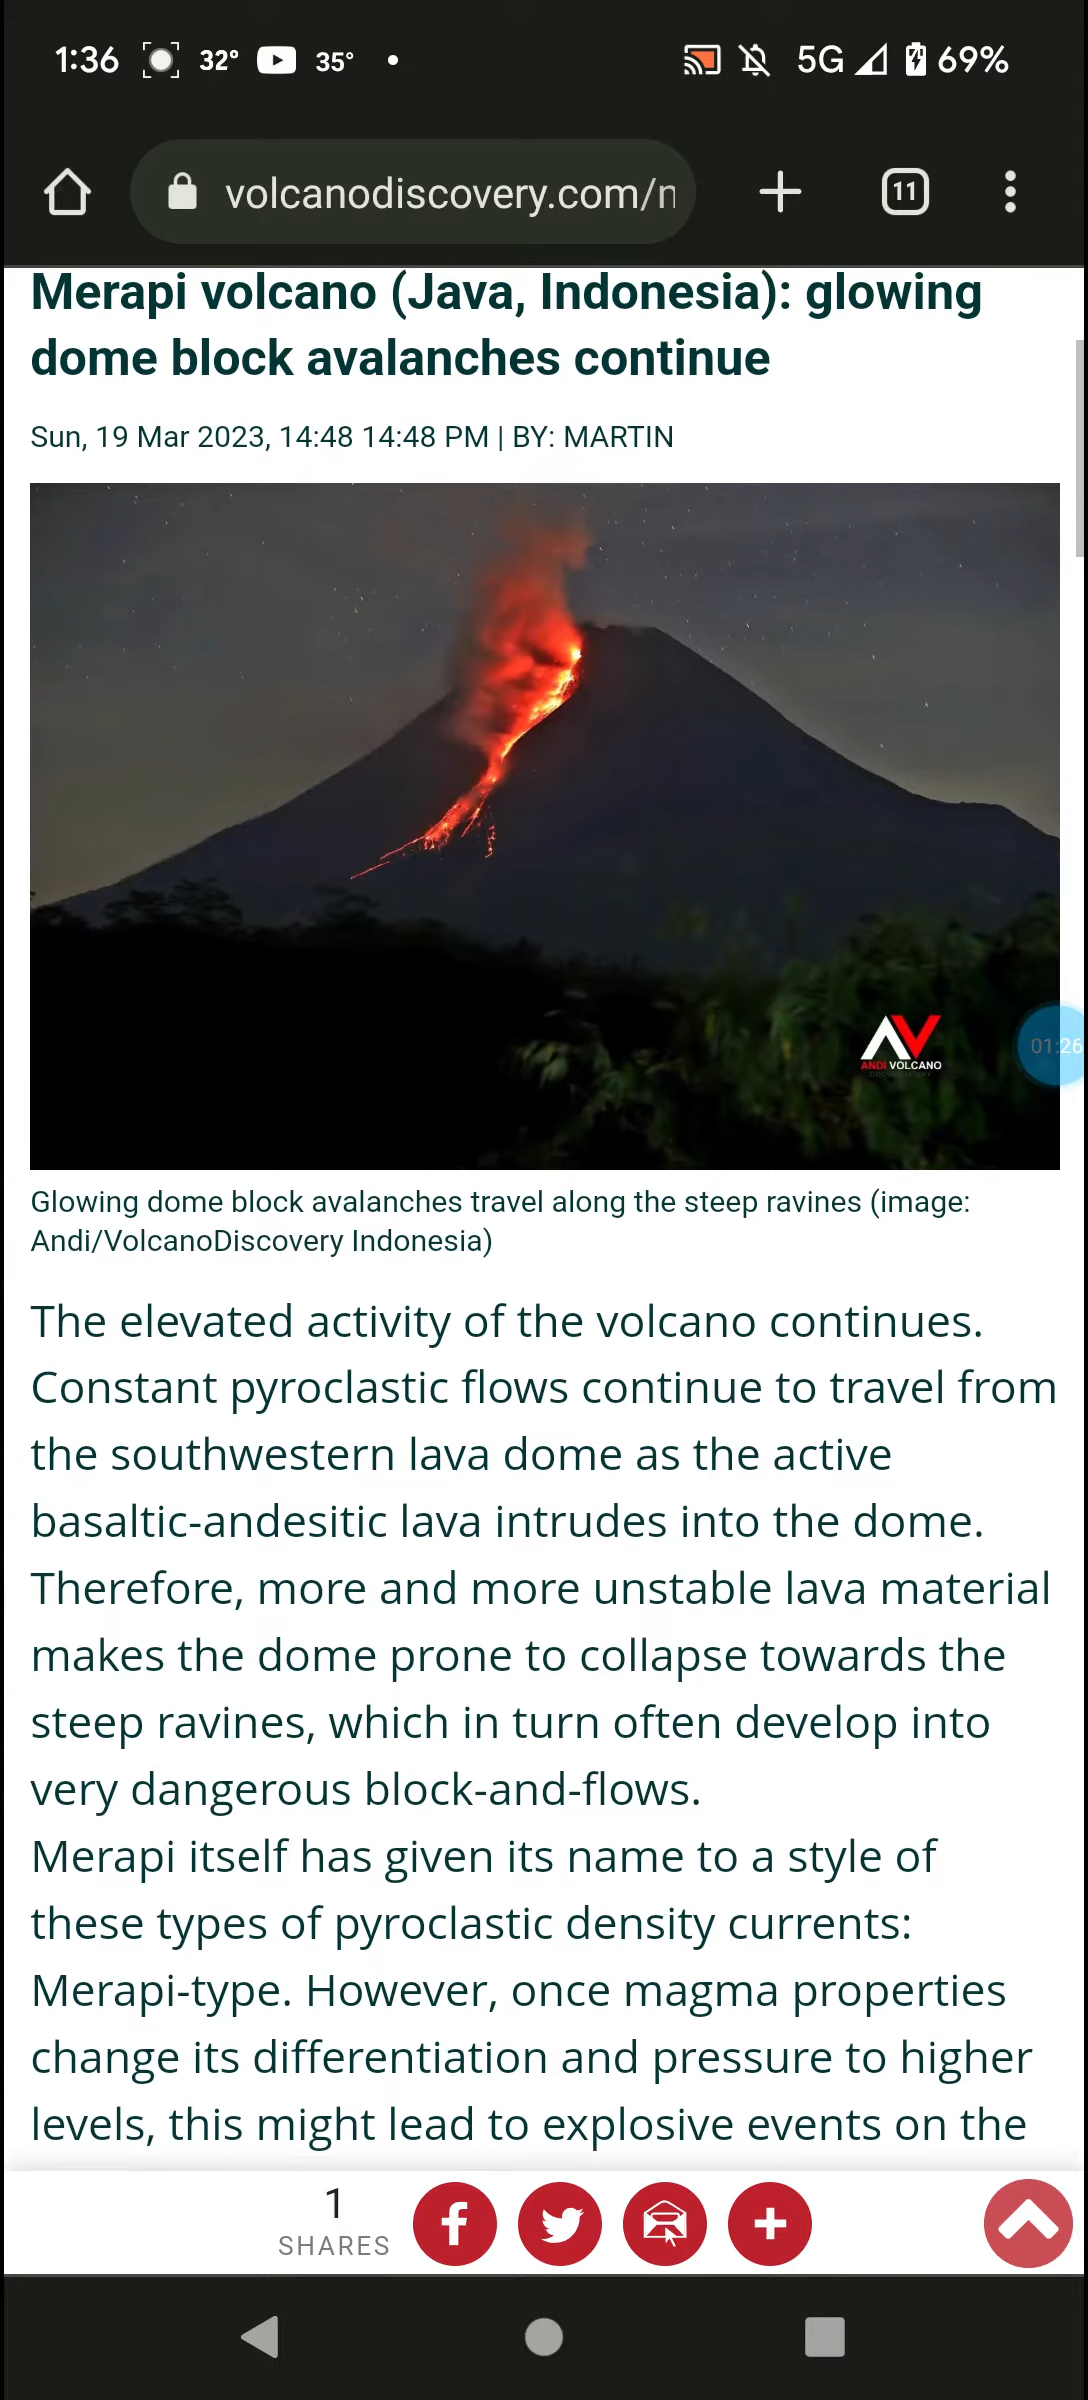 1:36 32° 35° 5G 69%
volcanodiscovery.com/n
11
Merapi volcano (Java, Indonesia): glowing
dome block avalanches continue
Sun, 19 Mar 2023, 14:48 14:48 PM | BY: MARTIN
ANDI VOLCANO
01:26
Glowing dome block avalanches travel along the steep ravines (image:
Andi/VolcanoDiscovery Indonesia)
The elevated activity of the volcano continues.
Constant pyroclastic flows continue to travel from
the southwestern lava dome as the active
basaltic-andesitic lava intrudes into the dome.
Therefore, more and more unstable lava material
makes the dome prone to collapse towards the
steep ravines, which in turn often develop into
very dangerous block-and-flows.
Merapi itself has given its name to a style of
these types of pyroclastic density currents:
Merapi-type. However, once magma properties
change its differentiation and pressure to higher
levels, this might lead to explosive events on the
1
SHARES